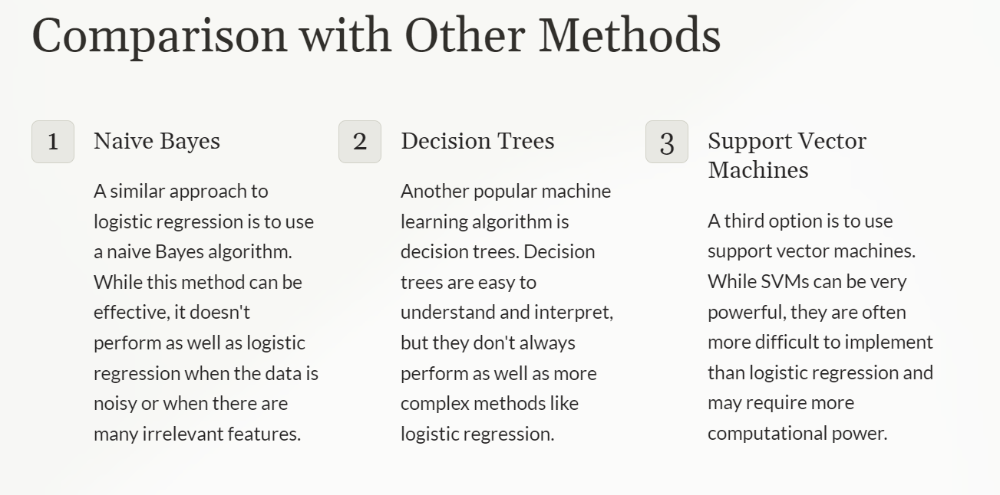 Comparison with Other Methods
1
Naive Bayes
A similar approach to
logistic regression is to use
a naive Bayes algorithm.
While this method can be
effective, it doesn't
perform as well as logistic
regression when the data is
noisy or when there are
many irrelevant features.
2
Decision Trees
Another popular machine
learning algorithm is
decision trees. Decision
trees are easy to
understand and interpret,
but they don't always
perform as well as more
complex methods like
logistic regression.
3
Support Vector
Machines
A third option is to use
support vector machines.
While SVMs can be very
powerful, they are often
more difficult to implement
than logistic regression and
may require more
computational power.